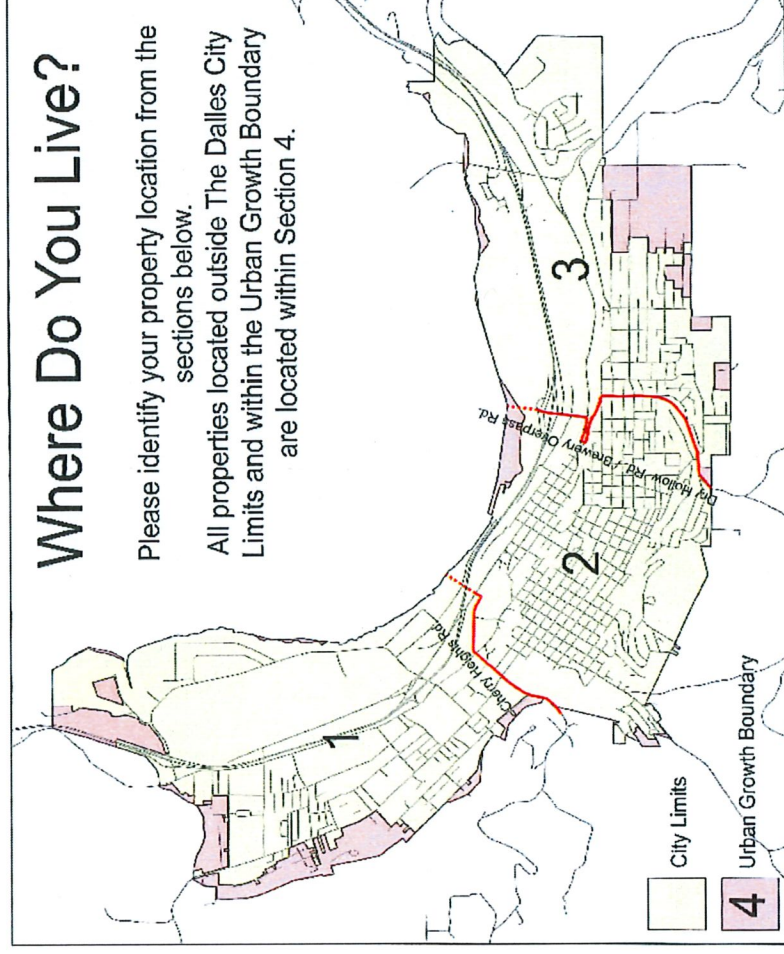 Where Do You Live?
Please identify your property location from the
sections below.
All properties located outside The Dalles City
Limits and within the Urban Growth Boundary
are located within Section 4.
1
Cherry Heights Rd.
2
Dry Hollow Rd. / Brewery Overpass Rd.
3
City Limits
4 Urban Growth Boundary